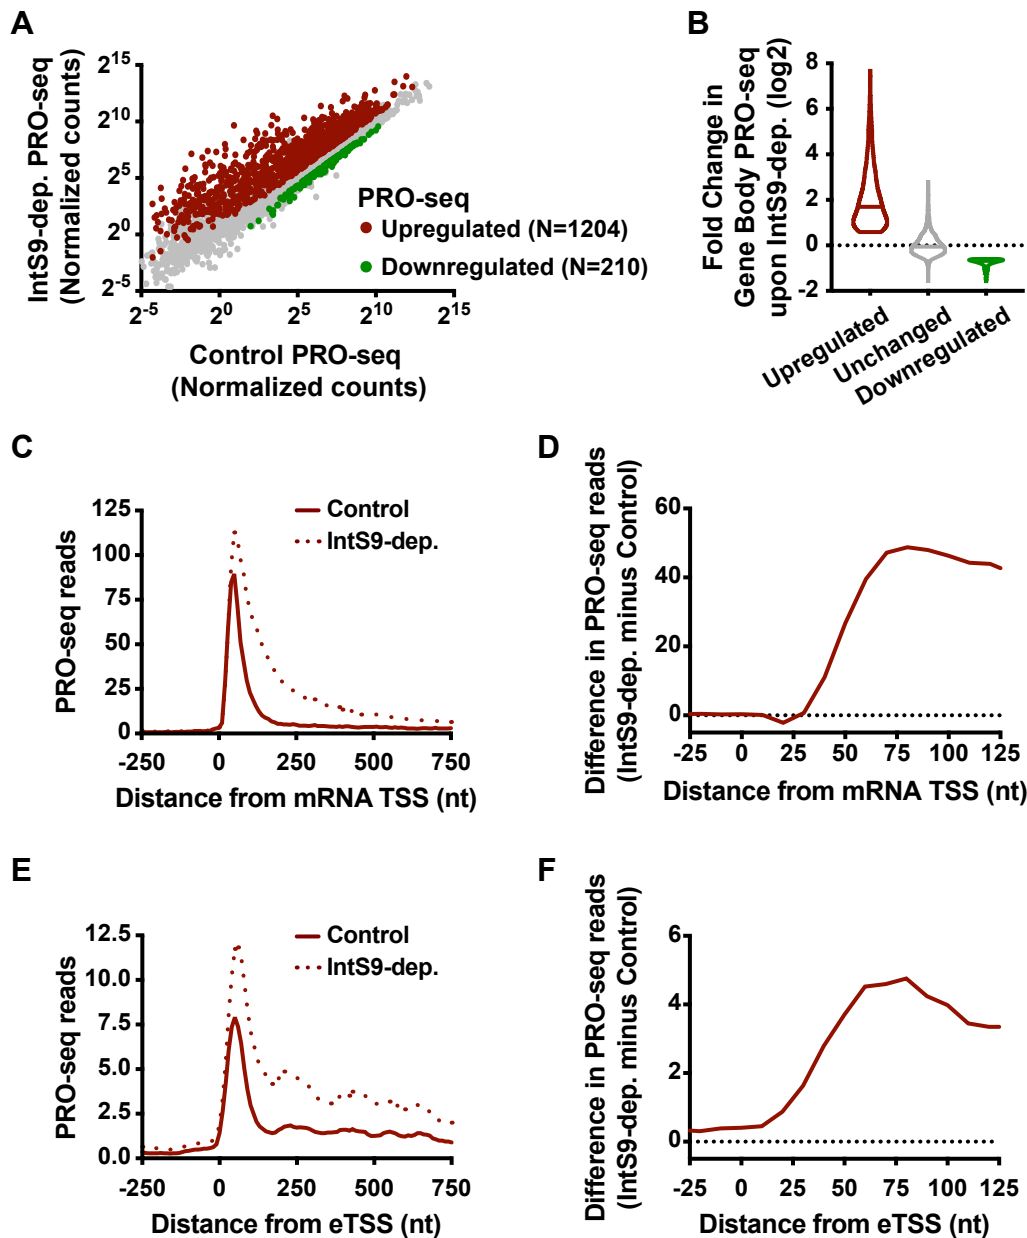 A
IntS9-dep. PRO-seq
(Normalized counts)
2^15
2^10
2^5
2^0
2^-5
2^-5 2^0 2^5 2^10 2^15
Control PRO-seq
(Normalized counts)
PRO-seq
Upregulated (N=1204)
Downregulated (N=210)
B
Fold Change in
Gene Body PRO-seq
upon IntS9-dep. (log2)
8
6
4
2
0
-2
Upregulated
Unchanged
Downregulated
C
PRO-seq reads
125
100
75
50
25
0
-250 0 250 500 750
Distance from mRNA TSS (nt)
Control
IntS9-dep.
D
Difference in PRO-seq reads
(IntS9-dep. minus Control)
60
40
20
0
-25 0 25 50 75 100 125
Distance from mRNA TSS (nt)
E
PRO-seq reads
12.5
10.0
7.5
5.0
2.5
0.0
-250 0 250 500 750
Distance from eTSS (nt)
Control
IntS9-dep.
F
Difference in PRO-seq reads
(IntS9-dep. minus Control)
6
4
2
0
-25 0 25 50 75 100 125
Distance from eTSS (nt)